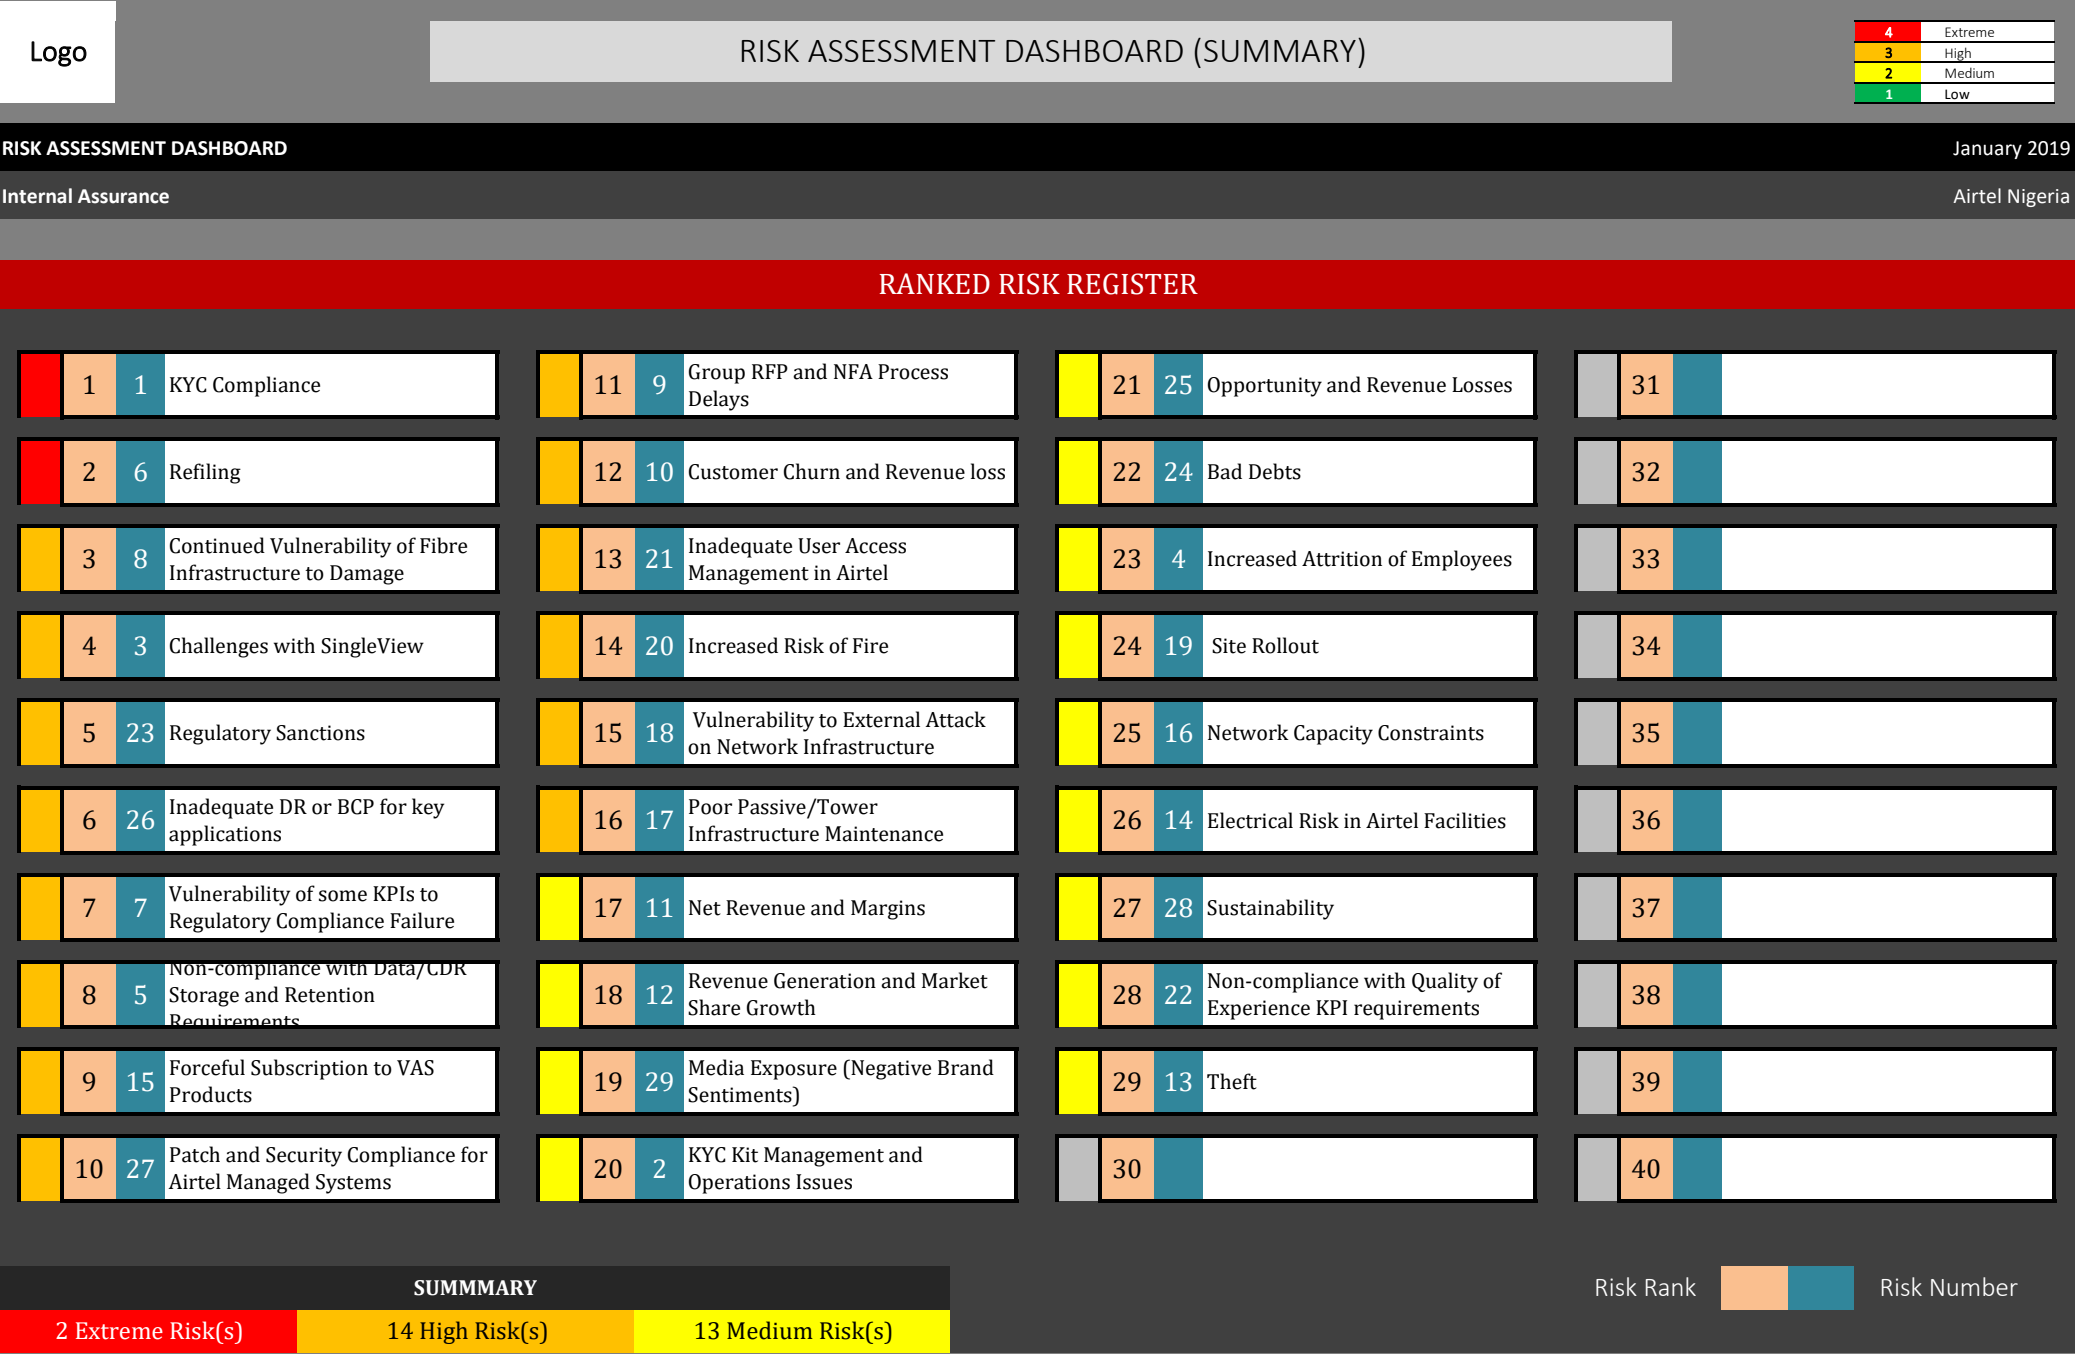 Logo
RISK ASSESSMENT DASHBOARD (SUMMARY)
4 Extreme
3 High
2 Medium
1 Low
RISK ASSESSMENT DASHBOARD
January 2019
Internal Assurance
Airtel Nigeria
RANKED RISK REGISTER
1 1 KYC Compliance
2 6 Refiling
3 8 Continued Vulnerability of Fibre
Infrastructure to Damage
4 3 Challenges with SingleView
5 23 Regulatory Sanctions
6 26 Inadequate DR or BCP for key
applications
7 7 Vulnerability of some KPIs to
Regulatory Compliance Failure
8 5 Non-compliance with Data/CDR
Storage and Retention
Requirements
9 15 Forceful Subscription to VAS
Products
10 27 Patch and Security Compliance for
Airtel Managed Systems
11 9 Group RFP and NFA Process
Delays
12 10 Customer Churn and Revenue loss
13 21 Inadequate User Access
Management in Airtel
14 20 Increased Risk of Fire
15 18 Vulnerability to External Attack
on Network Infrastructure
16 17 Poor Passive/Tower
Infrastructure Maintenance
17 11 Net Revenue and Margins
18 12 Revenue Generation and Market
Share Growth
19 29 Media Exposure (Negative Brand
Sentiments)
20 2 KYC Kit Management and
Operations Issues
21 25 Opportunity and Revenue Losses
22 24 Bad Debts
23 4 Increased Attrition of Employees
24 19 Site Rollout
25 16 Network Capacity Constraints
26 14 Electrical Risk in Airtel Facilities
27 28 Sustainability
28 22 Non-compliance with Quality of
Experience KPI requirements
29 13 Theft
30
31
32
33
34
35
36
37
38
39
40
SUMMMARY
2 Extreme Risk(s)
14 High Risk(s)
13 Medium Risk(s)
Risk Rank
Risk Number